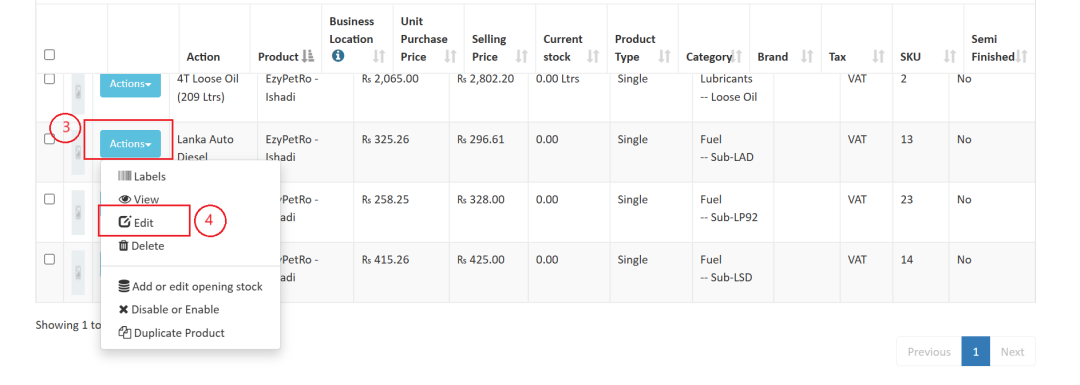 Action Product Business Location Unit Purchase Price Selling Price Current stock Product Type Category Brand Tax SKU Semi Finished
Actions 4T Loose Oil EzyPetRo - Rs 2,065.00 Rs 2,802.20 0.00 Ltrs Single Lubricants VAT 2 No
(209 Ltrs) Ishadi -- Loose Oil
3
Actions Lanka Auto EzyPetRo - Rs 325.26 Rs 296.61 0.00 Single Fuel VAT 13 No
Diesel Ishadi -- Sub-LAD
Labels
View PetRo - Rs 258.25 Rs 328.00 0.00 Single Fuel VAT 23 No
Edit 4 adi -- Sub-LP92
Delete
PetRo - Rs 415.26 Rs 425.00 0.00 Single Fuel VAT 14 No
adi -- Sub-LSD
Add or edit opening stock
Disable or Enable
Showing 1 to
Duplicate Product
Previous 1 Next